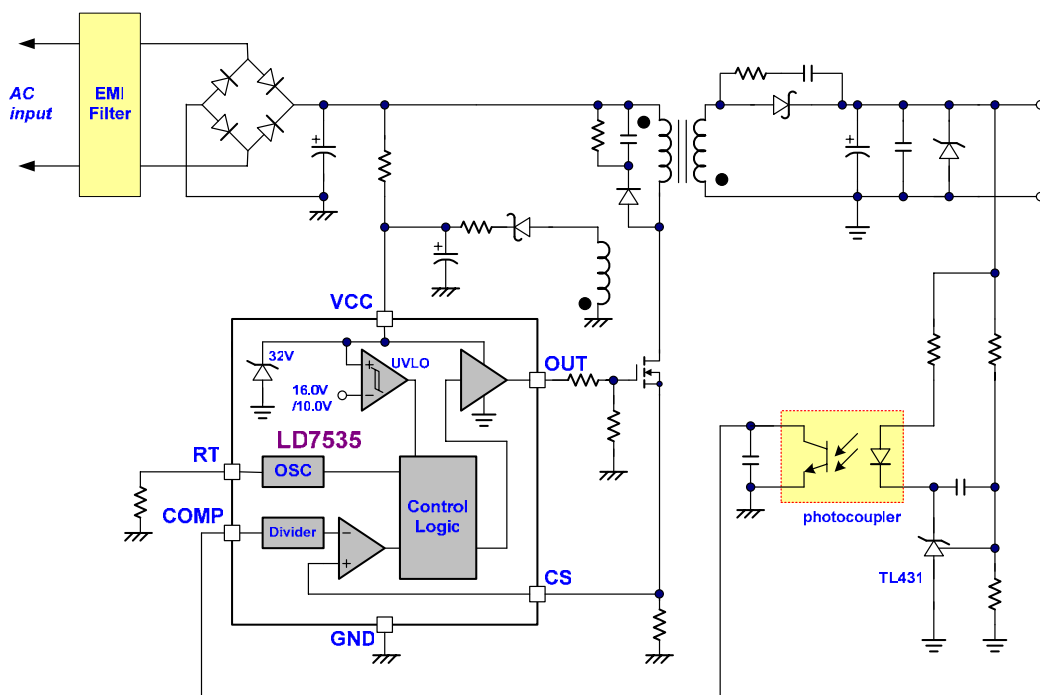 AC
input
EMI
Filter
+
+
+
VCC
32V
+
−
UVLO
16.0V
/10.0V
OUT
LD7535
RT
OSC
COMP
Divider
−
+
Control
Logic
CS
GND
photocoupler
TL431